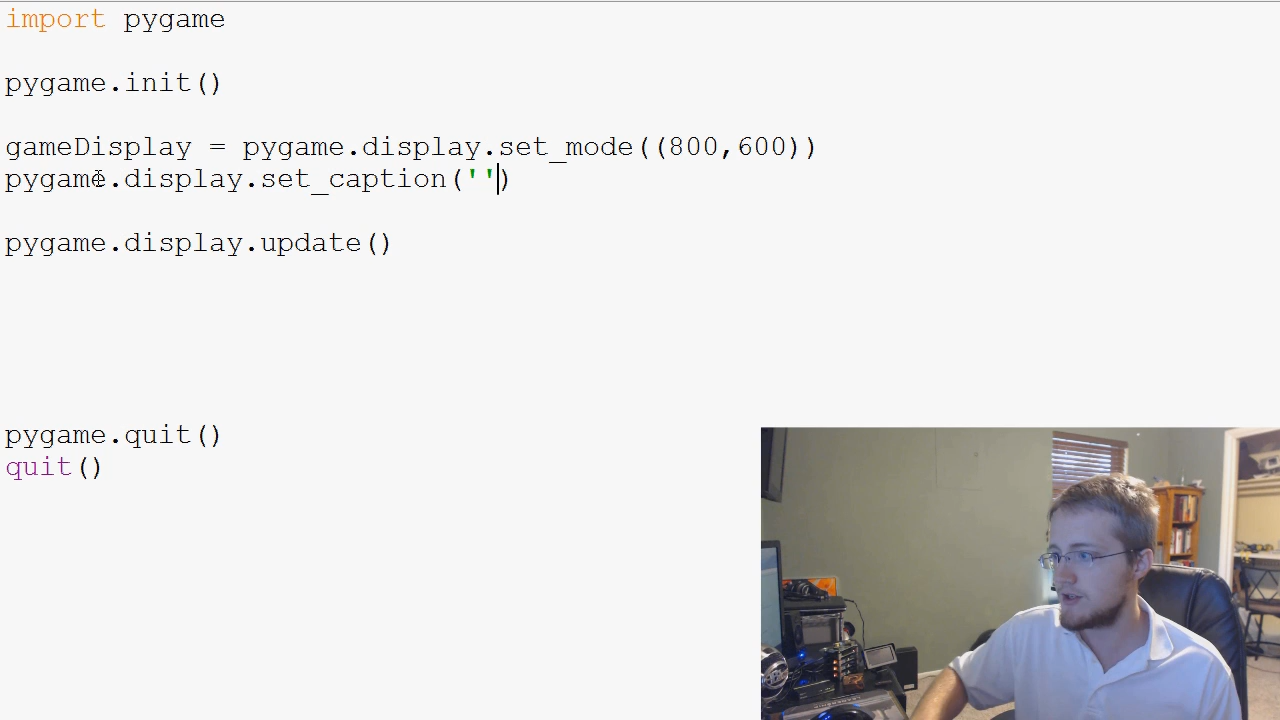 import pygame
pygame.init()
gameDisplay = pygame.display.set_mode((800,600))
pygame.display.set_caption('')
pygame.display.update()
pygame.quit()
quit()